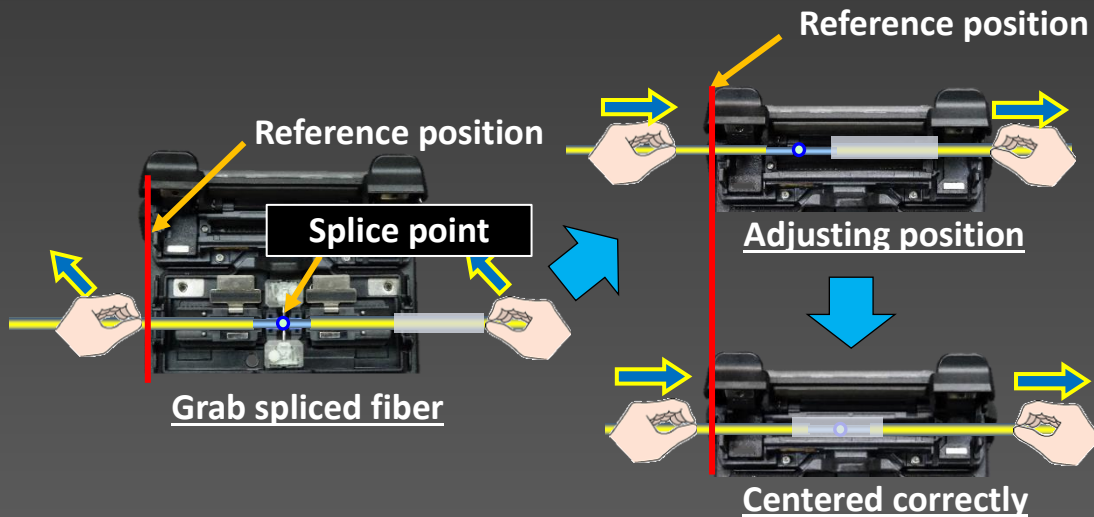 Reference position
Splice point
Grab spliced fiber
Reference position
Adjusting position
Centered correctly